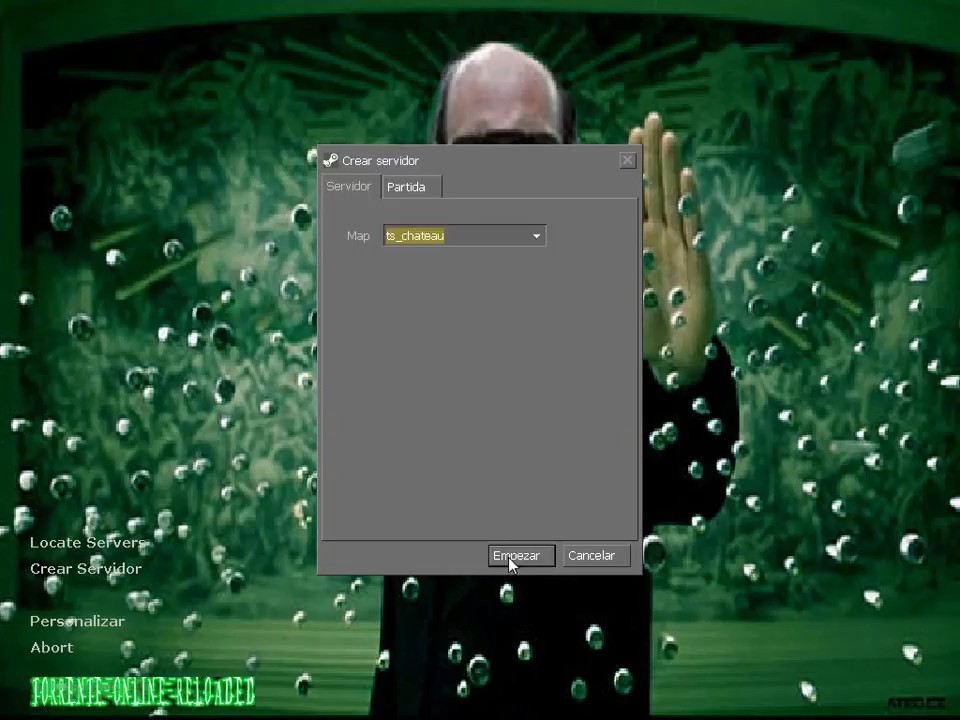 Crear servidor
Servidor
Partida
Map
ts_chateau
Empezar
Cancelar
Locate Servers
Crear Servidor
Personalizar
Abort
TORRENTE-ONLINE-RELOADED